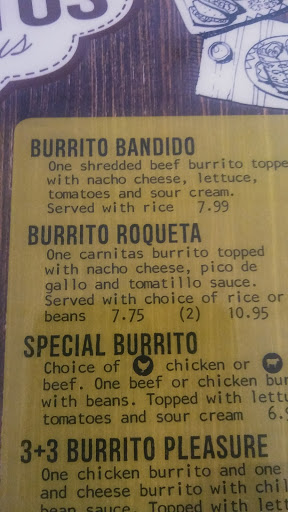 BURRITO BANDIDO
One shredded beef burrito
with nacho cheese, lettuce,
tomatoes and sour cream.
Served with rice 7.99
BURRITO ROQUETA
One carnitas burrito topped
with nacho cheese, pico de
gallo and tomatillo sauce.
Served with choice of rice or
beans 7.75 (2) 10.95
SPECIAL BURRITO
Choice of chicken or
beef. One beef or chicken
with beans. Topped with
tomatoes and sour cream
3+3 BURRITO PLEASURE
One chicken burrito and one
and cheese burrito with
bean sauce. Topped with